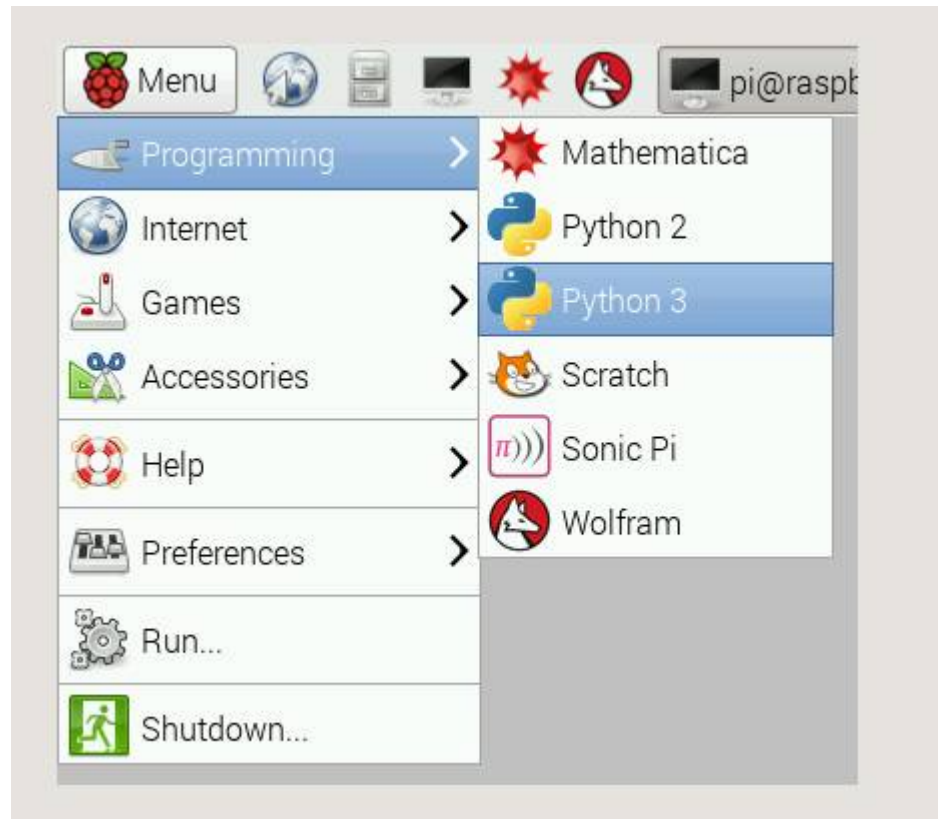 Menu
pi@raspb
Programming
Internet
Games
Accessories
Help
Preferences
Run...
Shutdown...
Mathematica
Python 2
Python 3
Scratch
Sonic Pi
π)))
Wolfram